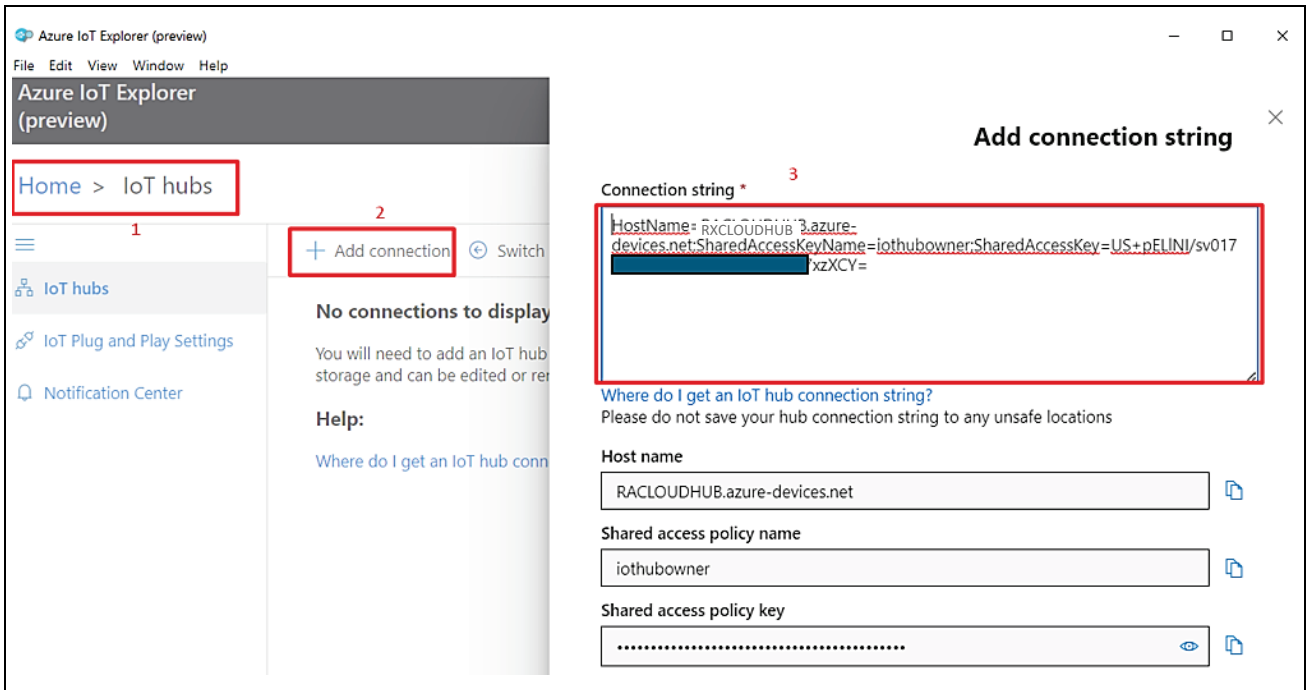 Azure IoT Explorer (preview)
File Edit View Window Help
Azure IoT Explorer
(preview)
Home > IoT hubs
1
2
+ Add connection
Switch
IoT hubs
IoT Plug and Play Settings
Notification Center
No connections to display
You will need to add an IoT hub
storage and can be edited or
Help:
Where do I get an IoT hub
Add connection string
3
Connection string *
HostName= RXCLOUDHUB.azure-
devices.net;SharedAccessKeyName=iothubowner;SharedAccessKey=US+pELlNI/sv017
xzXCY=
Where do I get an IoT hub connection string?
Please do not save your hub connection string to any unsafe locations
Host name
RACLOUDHUB.azure-devices.net
Shared access policy name
iothubowner
Shared access policy key